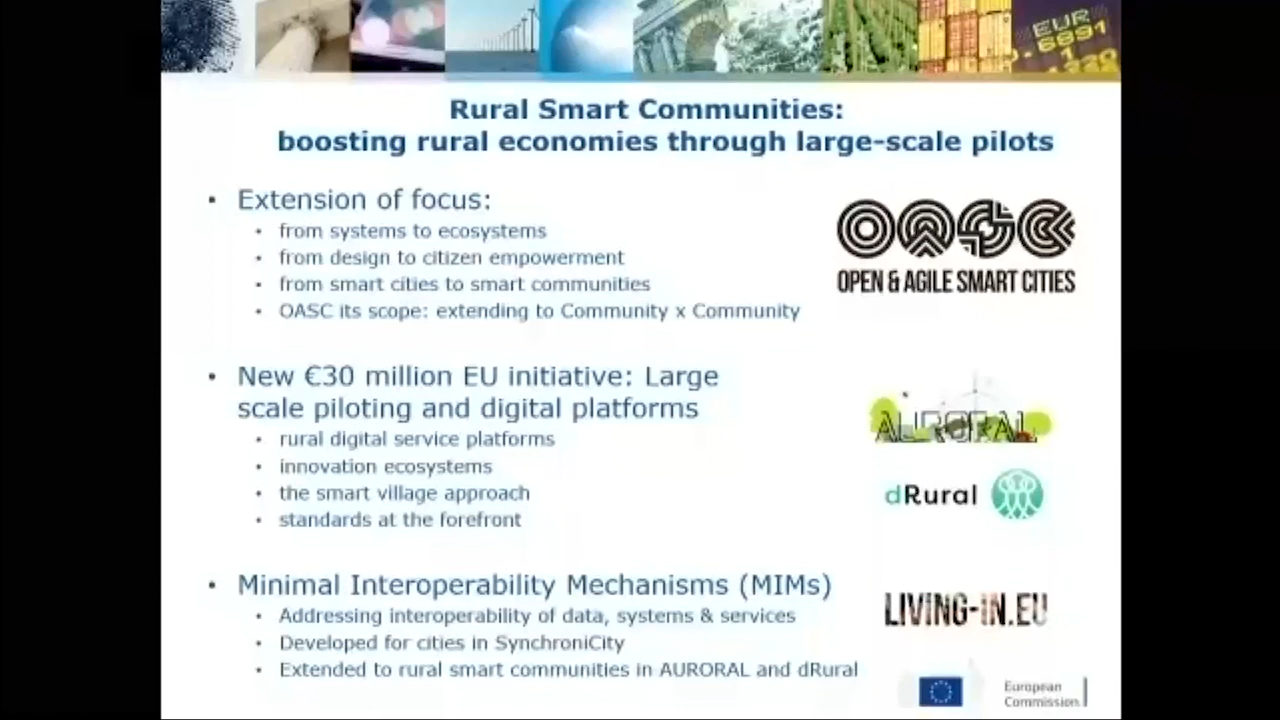 EUR
0.6891
Rural Smart Communities:
boosting rural economies through large-scale pilots
• Extension of focus:
• from systems to ecosystems
• from design to citizen empowerment
• from smart cities to smart communities
• OASC its scope: extending to Community x Community
OASC
OPEN & AGILE SMART CITIES
• New €30 million EU initiative: Large
scale piloting and digital platforms
• rural digital service platforms
• innovation ecosystems
• the smart village approach
• standards at the forefront
AURORAL
dRural
• Minimal Interoperability Mechanisms (MIMs)
• Addressing interoperability of data, systems & services
• Developed for cities in SynchroniCity
• Extended to rural smart communities in AURORAL and dRural
LIVING-IN.EU
European
Commission